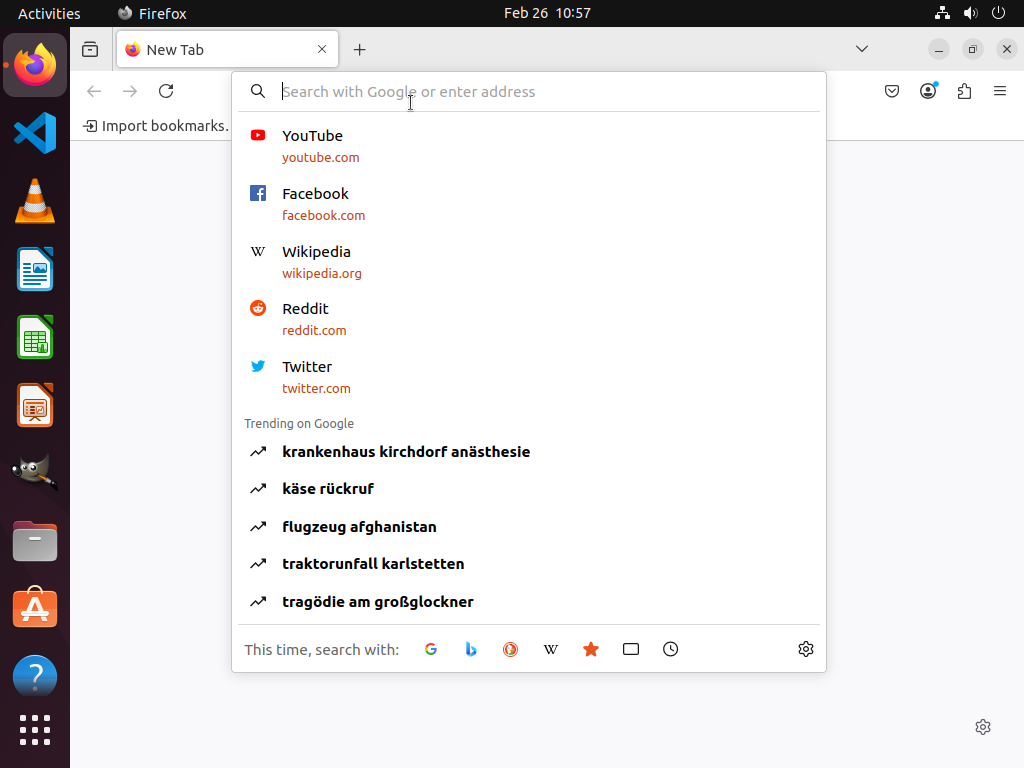 Activities
Firefox
Feb 26 10:57
New Tab
Search with Google or enter address
Import bookmarks.
YouTube
youtube.com
Facebook
facebook.com
W
Wikipedia
wikipedia.org
Reddit
reddit.com
Twitter
twitter.com
Trending on Google
krankenhaus kirchdorf anästhesie
käse rückruf
flugzeug afghanistan
traktorunfall karlstetten
tragödie am großglockner
This time, search with: